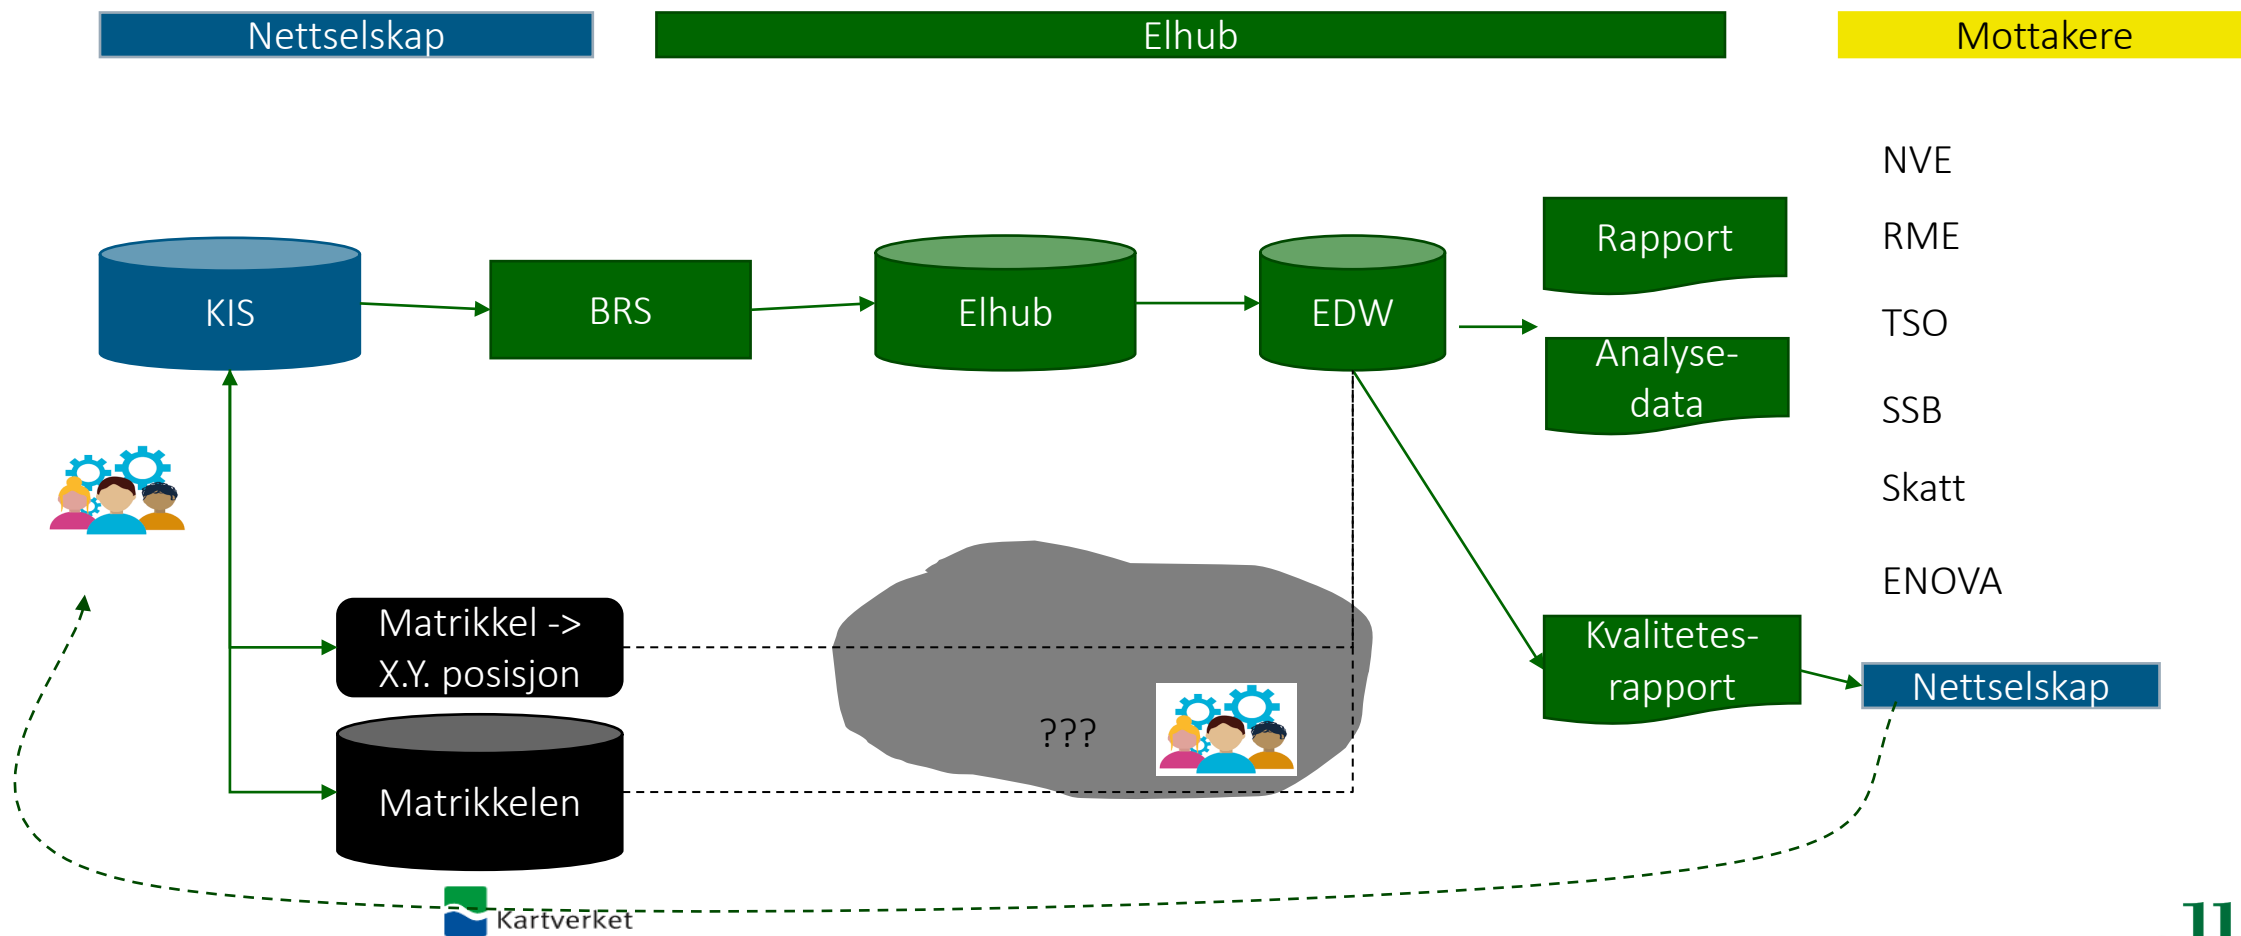 Nettselskap
Elhub
Mottakere
NVE
RME
TSO
SSB
Skatt
ENOVA
KIS
BRS
Elhub
EDW
Rapport
Analyse-
data
Matrikkel ->
X.Y. posisjon
Matrikkelen
???
Kvalitetes-
rapport
Nettselskap
Kartverket
11